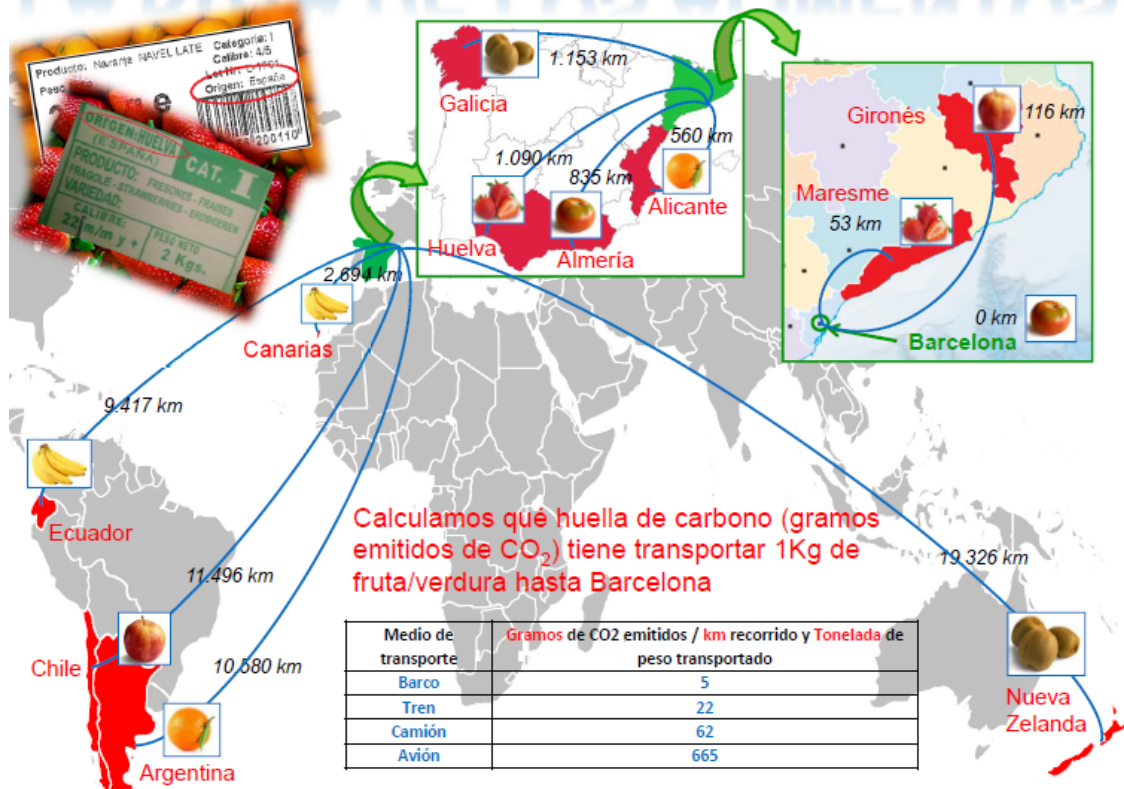 Producto: Naranja NAVEL LATE
Categoria: I
Calibre: 4/5
Origen: España
200110
ORIGEN:HUELVA
(ESPAÑA)
CAT. I
PRODUCTO: FRESONES - FRAISES
FRAGOLE - STRAWBERRIES - ERDBEEREN
VARIEDAD:
CALIBRE:
22 m/m y +
PESO NETO
2 Kgs.
1.153 km
Galicia
560 km
1.090 km
835 km
Alicante
Huelva
Almería
Gironés
116 km
Maresme
53 km
0 km
Barcelona
2.694 km
Canarias
9.417 km
Ecuador
11.496 km
Chile
10.580 km
Argentina
19.326 km
Nueva
Zelanda
Calculamos qué huella de carbono (gramos
emitidos de CO2) tiene transportar 1Kg de
fruta/verdura hasta Barcelona
Medio de transporte | Gramos de CO2 emitidos / km recorrido y Tonelada de peso transportado
Barco 5
Tren 22
Camión 62
Avión 665